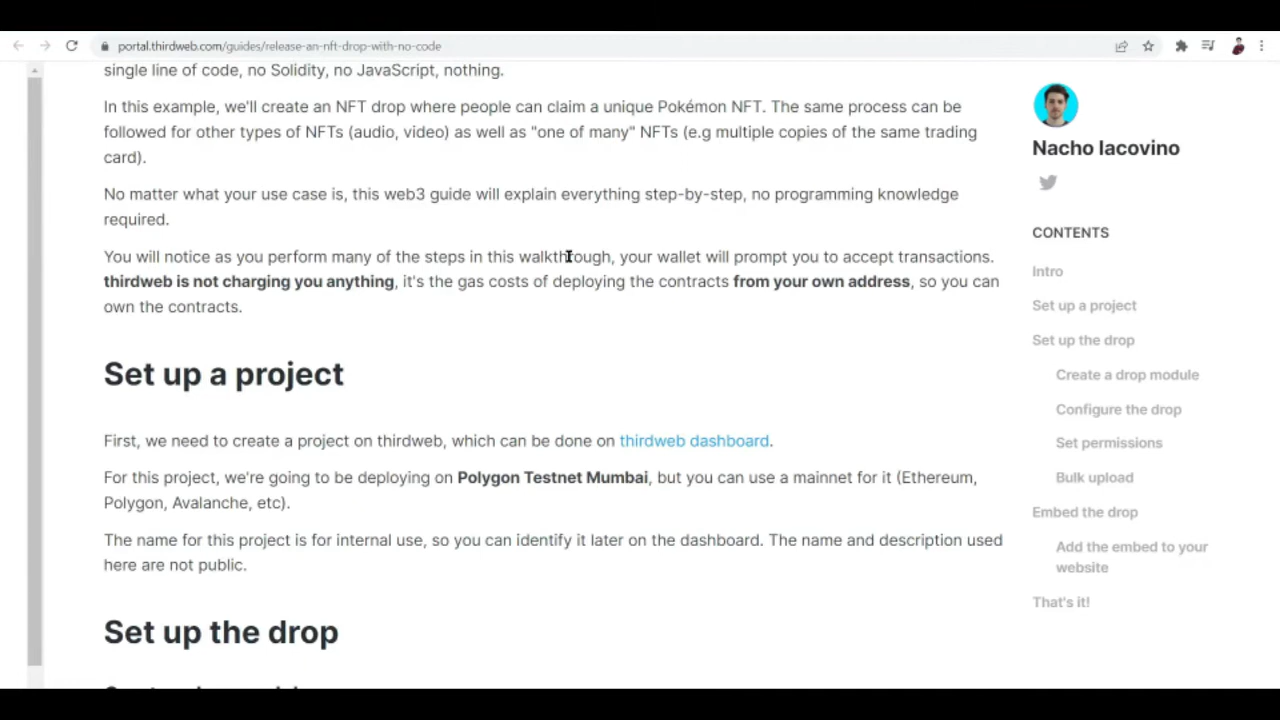 portal.thirdweb.com/guides/release-an-nft-drop-with-no-code
single line of code, no Solidity, no JavaScript, nothing.
In this example, we'll create an NFT drop where people can claim a unique Pokémon NFT. The same process can be
followed for other types of NFTs (audio, video) as well as "one of many" NFTs (e.g multiple copies of the same trading
card).
No matter what your use case is, this web3 guide will explain everything step-by-step, no programming knowledge
required.
You will notice as you perform many of the steps in this walkthrough, your wallet will prompt you to accept transactions.
thirdweb is not charging you anything, it's the gas costs of deploying the contracts from your own address, so you can
own the contracts.
Set up a project
First, we need to create a project on thirdweb, which can be done on thirdweb dashboard.
For this project, we're going to be deploying on Polygon Testnet Mumbai, but you can use a mainnet for it (Ethereum,
Polygon, Avalanche, etc).
The name for this project is for internal use, so you can identify it later on the dashboard. The name and description used
here are not public.
Set up the drop
Nacho Iacovino
CONTENTS
Intro
Set up a project
Set up the drop
Create a drop module
Configure the drop
Set permissions
Bulk upload
Embed the drop
Add the embed to your
website
That's it!